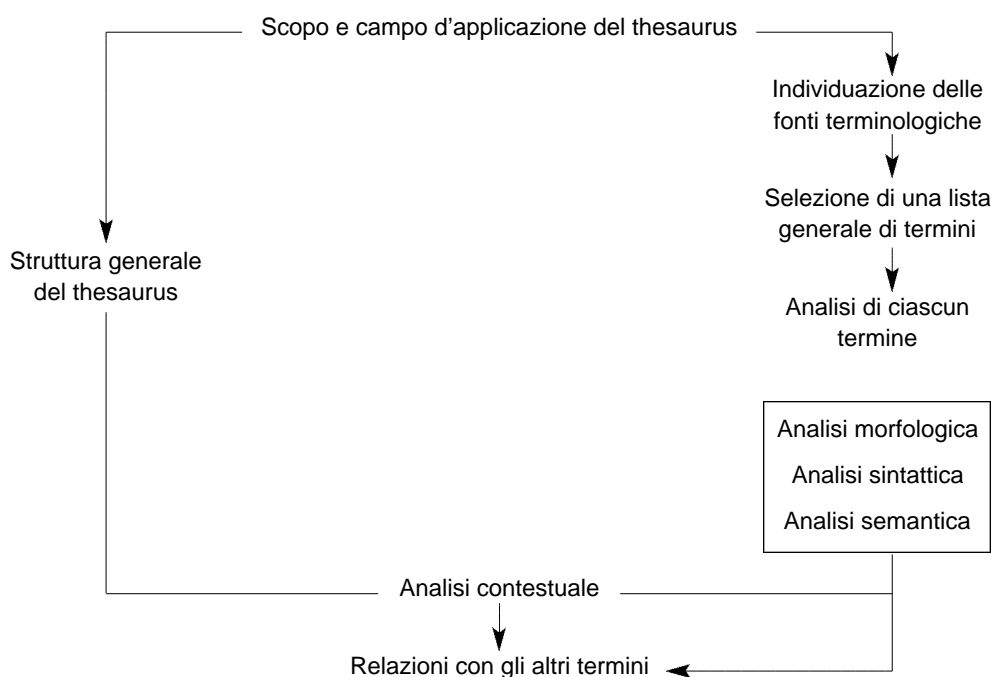 Scopo e campo d'applicazione del thesaurus
Individuazione delle
fonti terminologiche
Selezione di una lista
generale di termini
Struttura generale
del thesaurus
Analisi di ciascun
termine
Analisi morfologica
Analisi sintattica
Analisi semantica
Analisi contestuale
Relazioni con gli altri termini